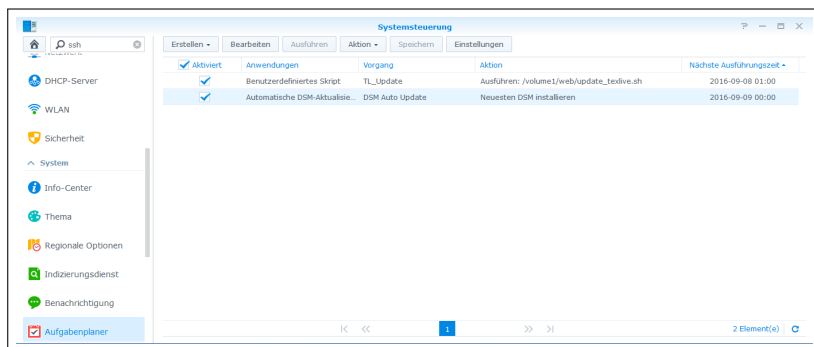 Systemsteuerung
ssh
Erstellen Bearbeiten Ausführen Aktion Speichern Einstellungen
Aktiviert Anwendungen Vorgang Aktion Nächste Ausführungszeit
Benutzerdefiniertes Skript TL_Update Ausführen: /volume1/web/update_texlive.sh 2016-09-08 01:00
Automatische DSM-Aktualisie... DSM Auto Update Neuesten DSM installieren 2016-09-09 00:00
DHCP-Server
WLAN
Sicherheit
System
Info-Center
Thema
Regionale Optionen
Indizierungsdienst
Benachrichtigung
Aufgabenplaner
1
2 Element(e)